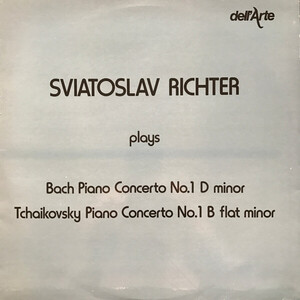 dell'Arte
SVIATOSLAV RICHTER
plays
Bach Piano Concerto No.1 D minor
Tchaikovsky Piano Concerto No.1 B flat minor